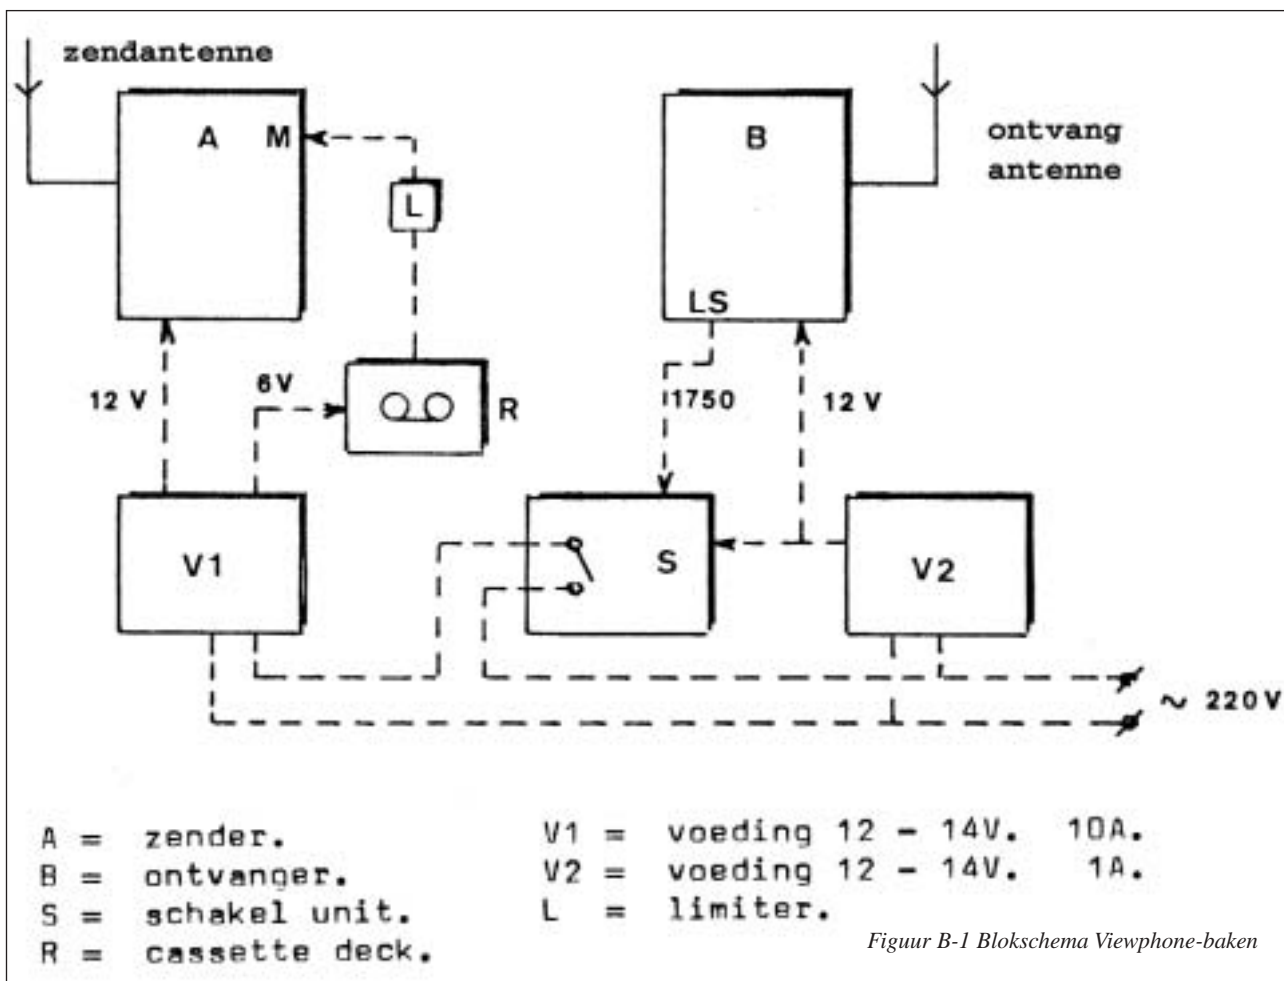 zendantenne
A
M
B
ontvang
antenne
L
LS
12 V
6V
R
1750
12 V
V1
S
V2
~ 220V
A = zender.
B = ontvanger.
S = schakel unit.
R = cassette deck.
V1 = voeding 12 - 14V. 10A.
V2 = voeding 12 - 14V. 1A.
L = limiter.
Figuur B-1 Blokschema Viewphone-baken